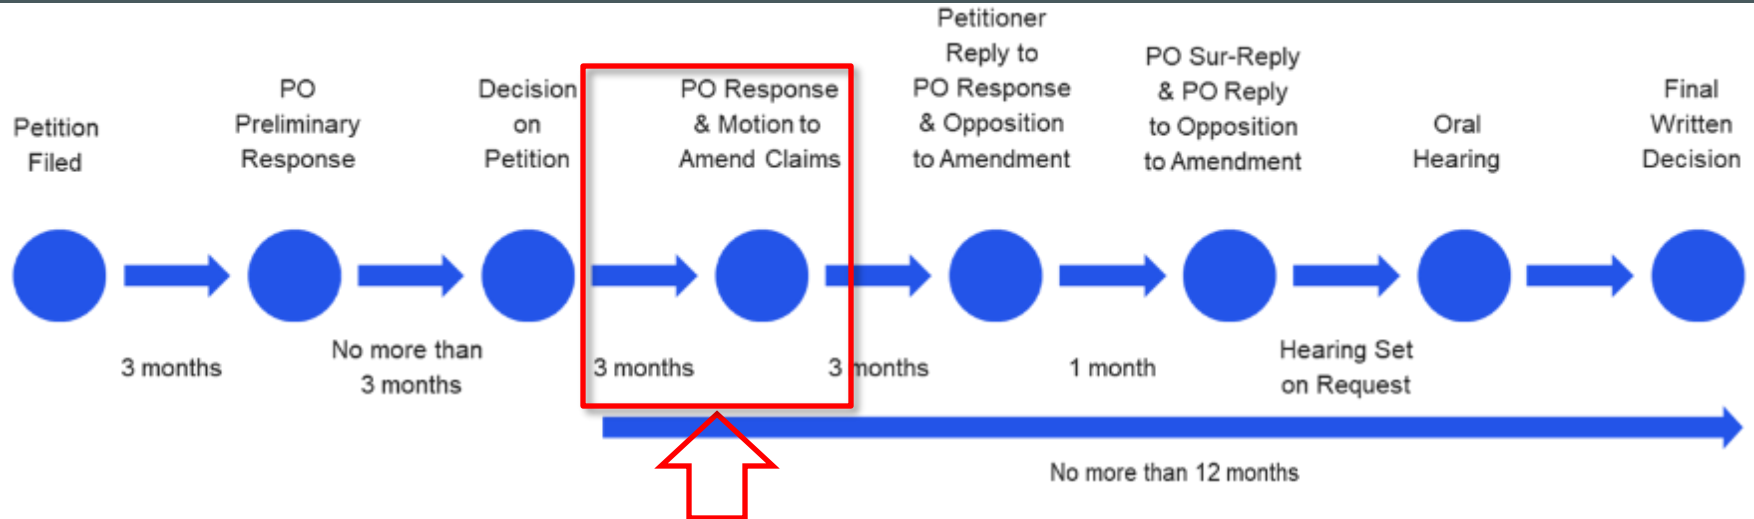 Petition
Filed
PO
Preliminary
Response
Decision
on
Petition
PO Response
& Motion to
Amend Claims
Petitioner
Reply to
PO Response
& Opposition
to Amendment
PO Sur-Reply
& PO Reply
to Opposition
to Amendment
Oral
Hearing
Final
Written
Decision
3 months
No more than
3 months
3 months
3 months
1 month
Hearing Set
on Request
No more than 12 months